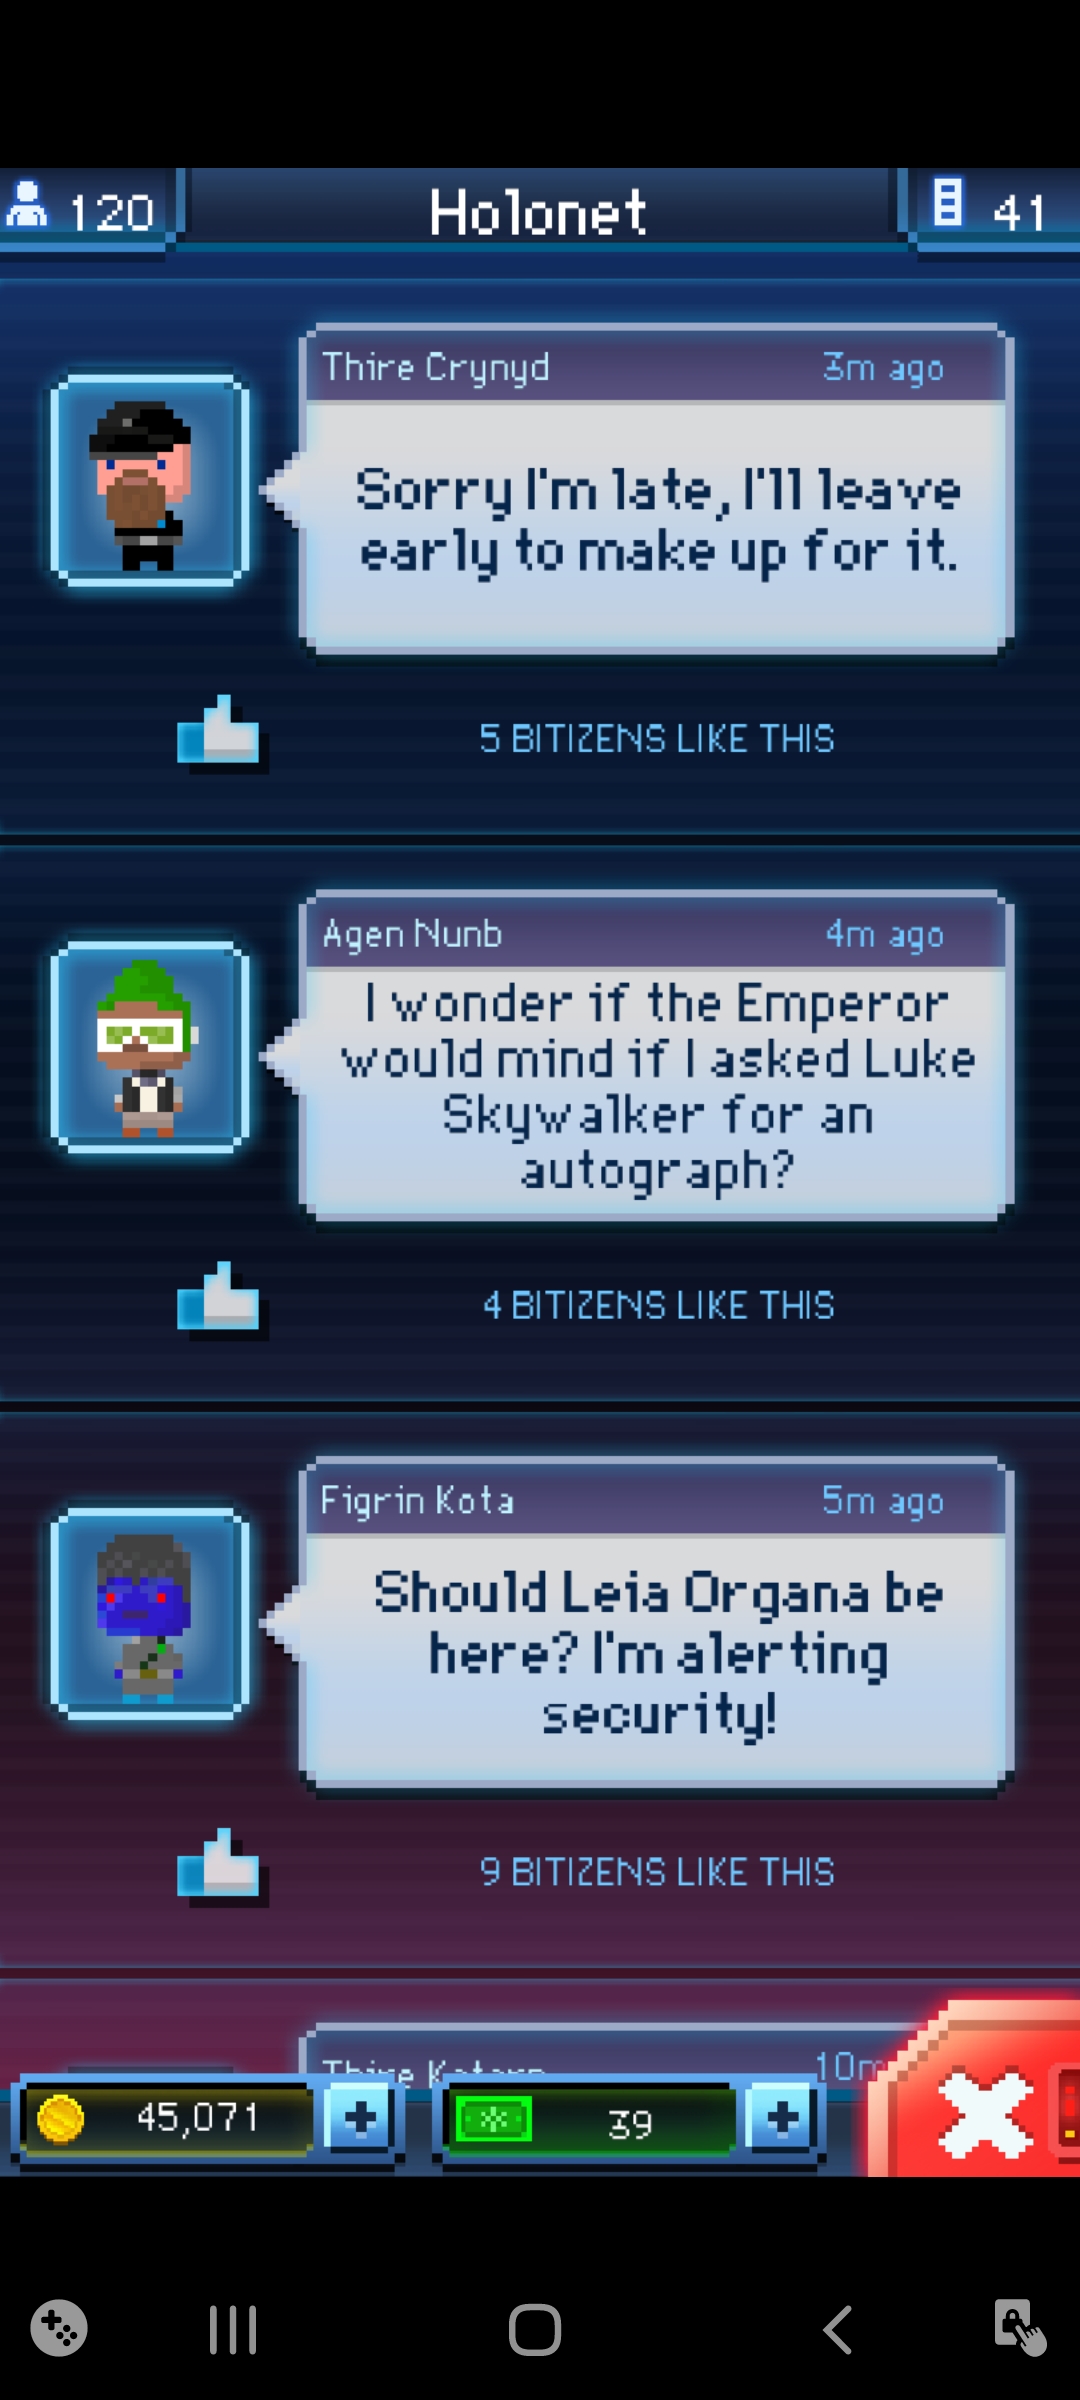 120 Holonet 41
Thire Crynyd 3m ago
Sorry I'm late, I'll leave
early to make up for it.
5 BITIZENS LIKE THIS
Agen Nunb 4m ago
I wonder if the Emperor
would mind if I asked Luke
Skywalker for an
autograph?
4 BITIZENS LIKE THIS
Figrin Kota 5m ago
Should Leia Organa be
here? I'm alerting
security!
9 BITIZENS LIKE THIS
Thire 10m
45,071 39